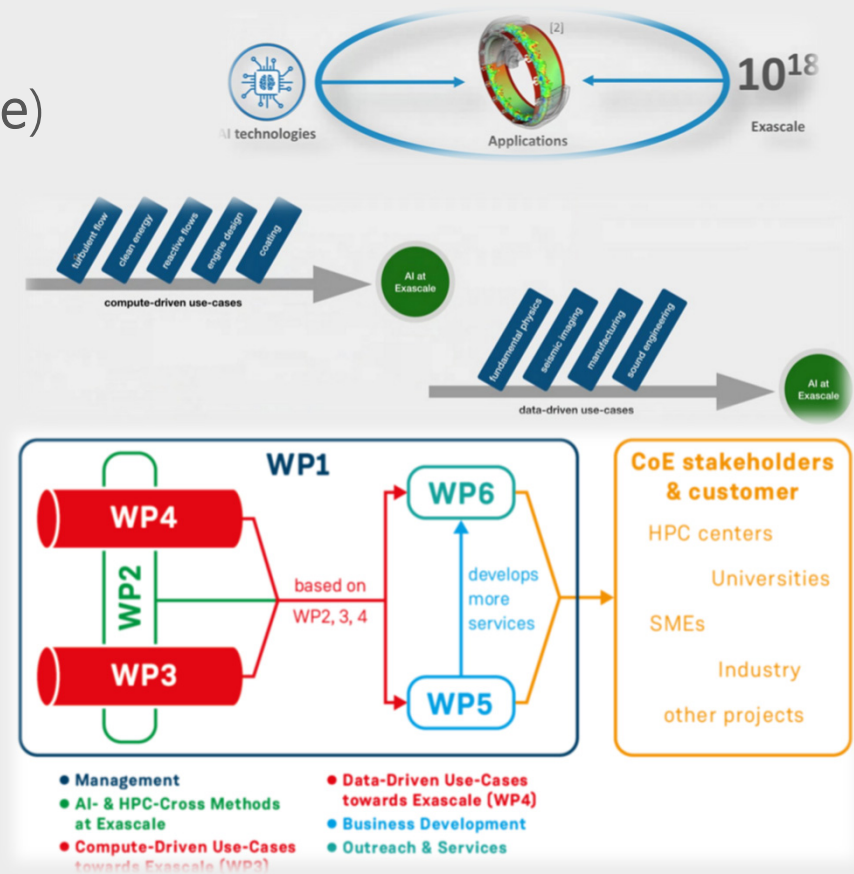 e)
[2]
10¹⁸
AI technologies
Applications
Exascale
turbulent flow
clean energy
reactive flows
engine design
coating
AI at
Exascale
compute-driven use-cases
fundamental physics
seismic imaging
manufacturing
sound engineering
AI at
Exascale
data-driven use-cases
WP1
WP4
WP2
WP3
based on
WP2, 3, 4
WP6
develops
more
services
WP5
CoE stakeholders
& customer
HPC centers
Universities
SMEs
Industry
other projects
Management
AI- & HPC-Cross Methods
at Exascale
Compute-Driven Use-Cases
towards Exascale (WP3)
Data-Driven Use-Cases
towards Exascale (WP4)
Business Development
Outreach & Services